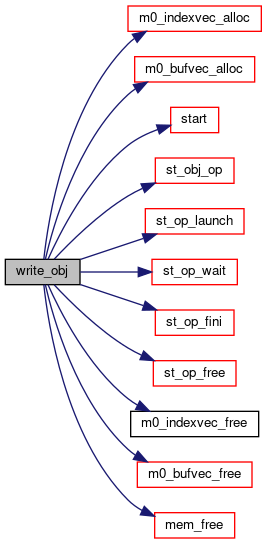 m0_indexvec_alloc
m0_bufvec_alloc
start
st_obj_op
st_op_launch
write_obj
st_op_wait
st_op_fini
st_op_free
m0_indexvec_free
m0_bufvec_free
mem_free